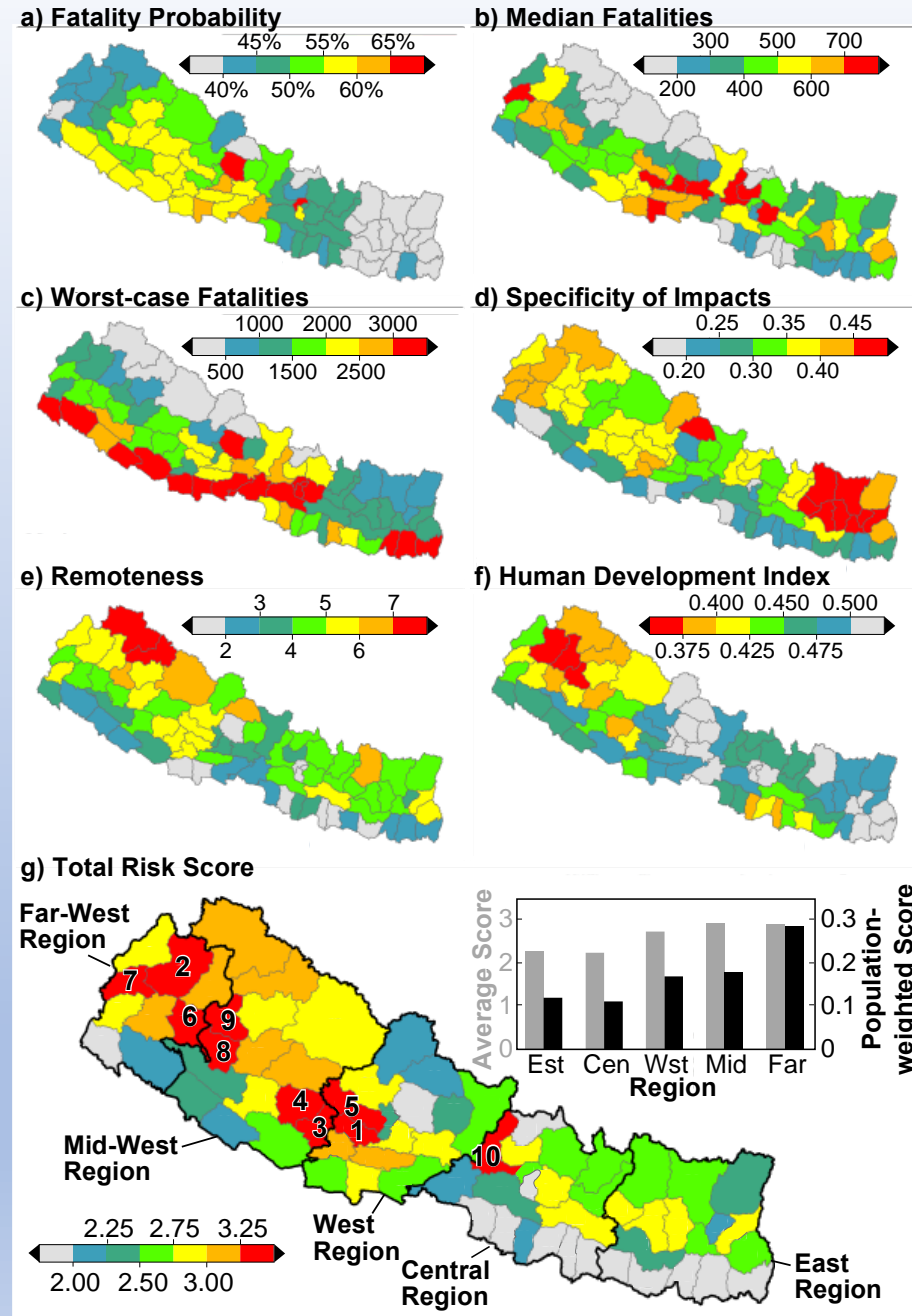 a) Fatality Probability
45% 55% 65%
40% 50% 60%
b) Median Fatalities
300 500 700
200 400 600
c) Worst-case Fatalities
1000 2000 3000
500 1500 2500
d) Specificity of Impacts
0.25 0.35 0.45
0.20 0.30 0.40
e) Remoteness
3 5 7
2 4 6
f) Human Development Index
0.400 0.450 0.500
0.375 0.425 0.475
g) Total Risk Score
Far-West
Region
2
7
6
9
8
4
5
3
1
10
Mid-West
Region
West
Region
Central
Region
East
Region
2.25 2.75 3.25
2.00 2.50 3.00
Average Score
3
2
1
0
0.3
0.2
0.1
0
Population-
weighted Score
Est Cen Wst Mid Far
Region